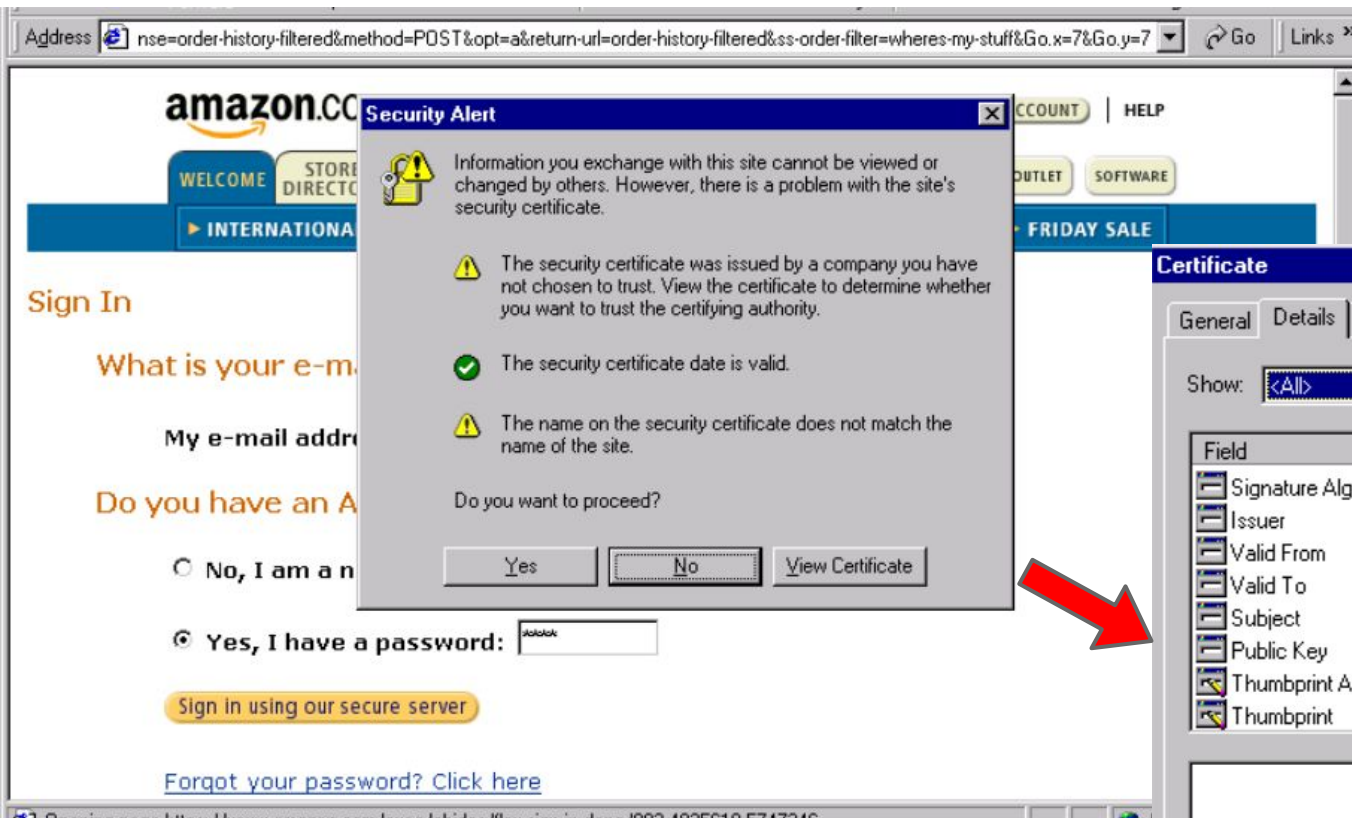 Address nse=order-history-filtered&method=POST&opt=a&return-url=order-history-filtered&ss-order-filter=wheres-my-stuff&Go.x=7&Go.y=7 Go Links »
amazon.co
CCOUNT) | HELP
WELCOME STORE DIRECTO
OUTLET SOFTWARE
INTERNATIONA
FRIDAY SALE
Security Alert
Information you exchange with this site cannot be viewed or
changed by others. However, there is a problem with the site's
security certificate.
The security certificate was issued by a company you have
not chosen to trust. View the certificate to determine whether
you want to trust the certifying authority.
The security certificate date is valid.
The name on the security certificate does not match the
name of the site.
Do you want to proceed?
Yes No View Certificate
Sign In
What is your e-ma
My e-mail addre
Do you have an A
No, I am a n
Yes, I have a password: *****
Sign in using our secure server
Forgot your password? Click here
Certificate
General Details
Show: <All>
Field
Signature Alg
Issuer
Valid From
Valid To
Subject
Public Key
Thumbprint A
Thumbprint